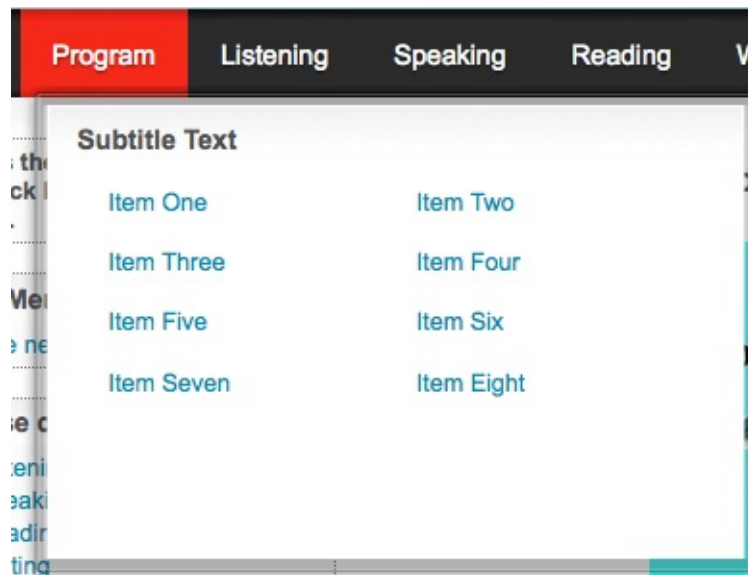 Program Listening Speaking Reading
Subtitle Text
Item One Item Two
Item Three Item Four
Item Five Item Six
Item Seven Item Eight